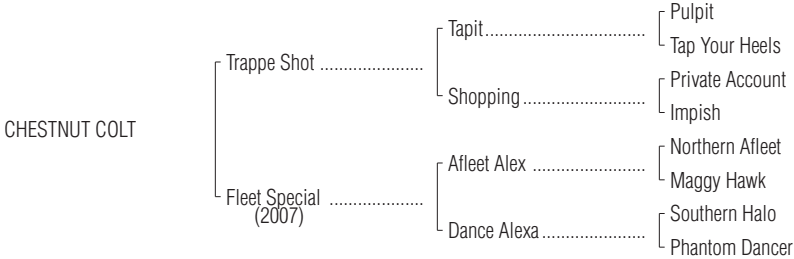 Pulpit
Tapit
Tap Your Heels
Trappe Shot
Private Account
Shopping
Impish
CHESTNUT COLT
Northern Afleet
Afleet Alex
Maggy Hawk
Fleet Special
(2007)
Southern Halo
Dance Alexa
Phantom Dancer